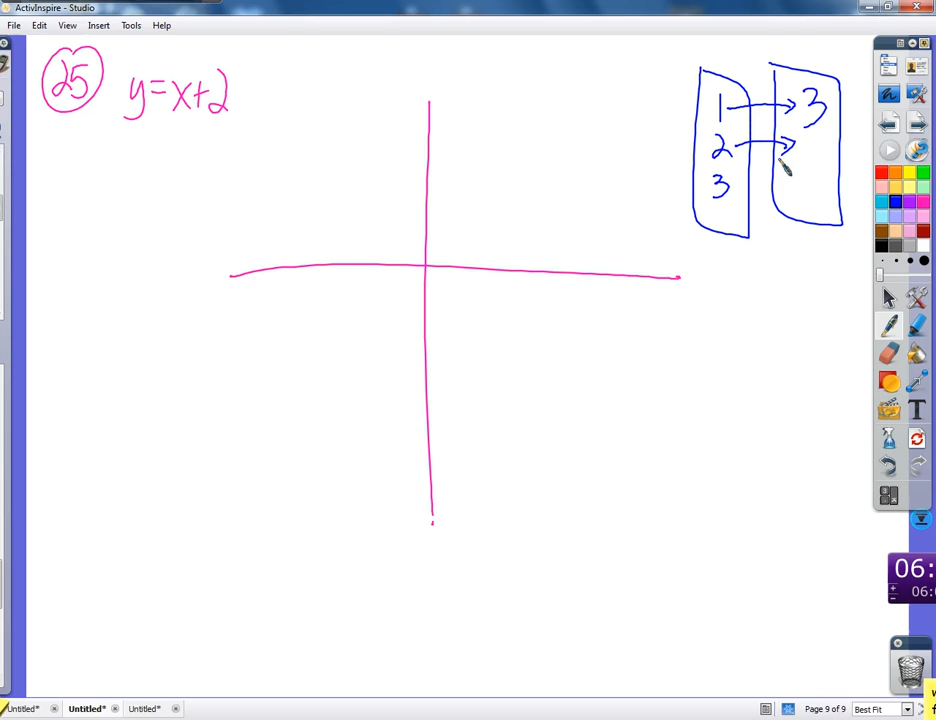 ActivInspire - Studio
File Edit View Insert Tools Help
25 y=x+2
1 → 3
2 →
3
06:
06:
Untitled* Untitled* Untitled*
Page 9 of 9 Best Fit